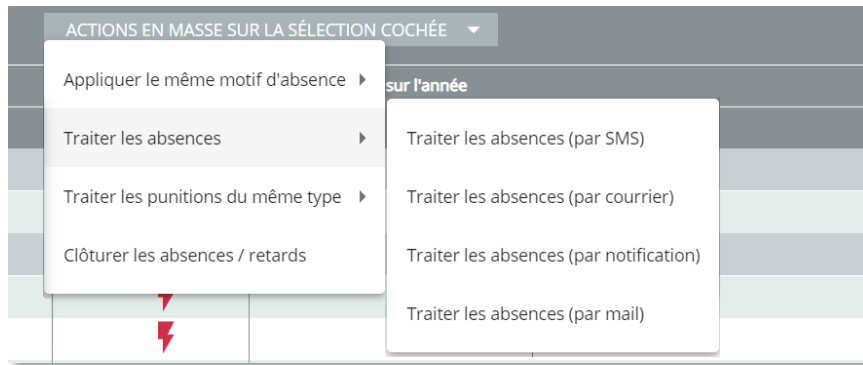 ACTIONS EN MASSE SUR LA SÉLECTION COCHÉE
Appliquer le même motif d'absence
sur l'année
Traiter les absences
Traiter les absences (par SMS)
Traiter les punitions du même type
Traiter les absences (par courrier)
Clôturer les absences / retards
Traiter les absences (par notification)
Traiter les absences (par mail)